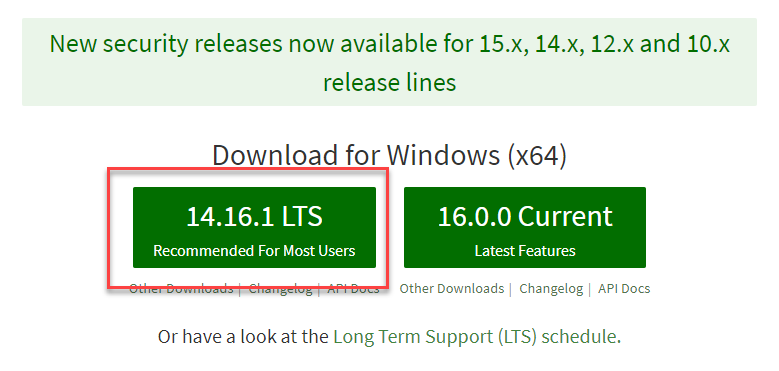 New security releases now available for 15.x, 14.x, 12.x and 10.x
release lines
Download for Windows (x64)
14.16.1 LTS
Recommended For Most Users
16.0.0 Current
Latest Features
Other Downloads | Changelog | API Docs
Other Downloads | Changelog | API Docs
Or have a look at the Long Term Support (LTS) schedule.